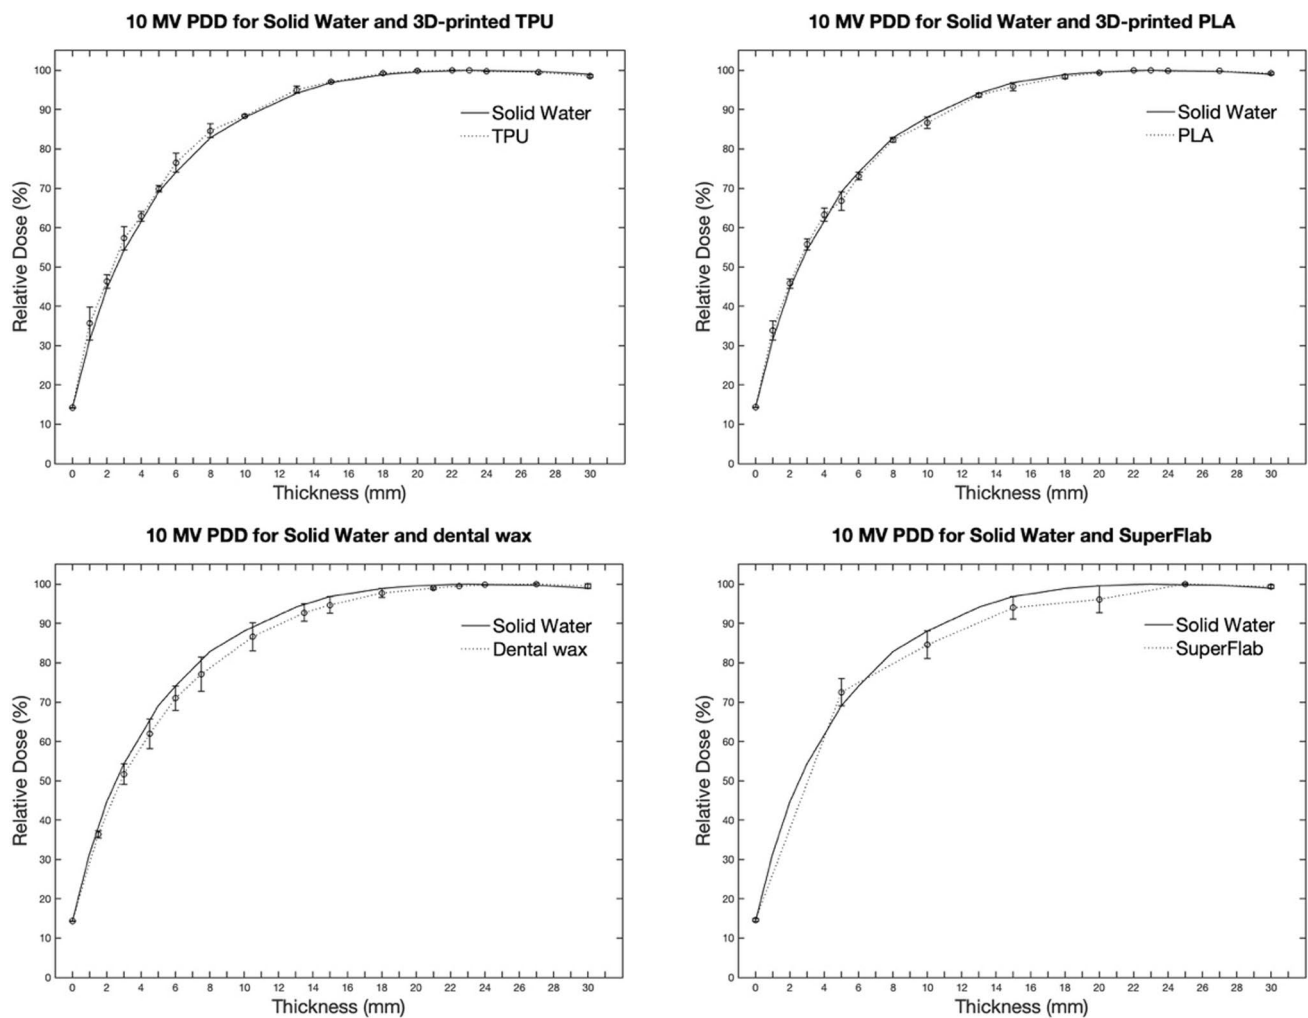 10 MV PDD for Solid Water and 3D-printed TPU
100
90
80
70
60
50
40
30
20
10
0
Relative Dose (%)
Solid Water
TPU
0 2 4 6 8 10 12 14 16 18 20 22 24 26 28 30
Thickness (mm)
10 MV PDD for Solid Water and 3D-printed PLA
100
90
80
70
60
50
40
30
20
10
0
Relative Dose (%)
Solid Water
PLA
0 2 4 6 8 10 12 14 16 18 20 22 24 26 28 30
Thickness (mm)
10 MV PDD for Solid Water and dental wax
100
90
80
70
60
50
40
30
20
10
0
Relative Dose (%)
Solid Water
Dental wax
0 2 4 6 8 10 12 14 16 18 20 22 24 26 28 30
Thickness (mm)
10 MV PDD for Solid Water and SuperFlab
100
90
80
70
60
50
40
30
20
10
0
Relative Dose (%)
Solid Water
SuperFlab
0 2 4 6 8 10 12 14 16 18 20 22 24 26 28 30
Thickness (mm)